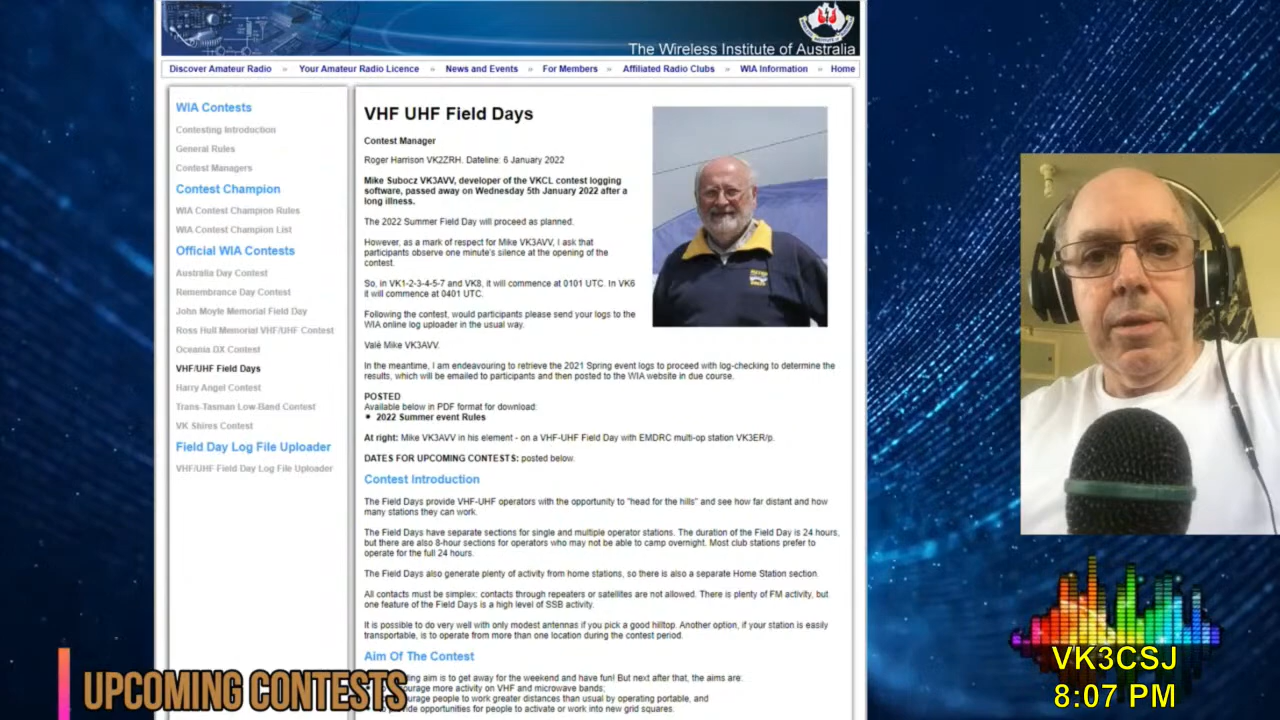 The Wireless Institute of Australia
Discover Amateur Radio » Your Amateur Radio Licence » News and Events » For Members » Affiliated Radio Clubs » WIA Information » Home
WIA Contests
Contesting Introduction
General Rules
Contest Managers
Contest Champion
WIA Contest Champion Rules
WIA Contest Champion List
Official WIA Contests
Australia Day Contest
Remembrance Day Contest
John Moyle Memorial Field Day
Ross Hull Memorial VHF/UHF Contest
Oceania DX Contest
VHF/UHF Field Days
Harry Angel Contest
Trans-Tasman Low-Band Contest
VK Shires Contest
Field Day Log File Uploader
VHF/UHF Field Day Log File Uploader
VHF UHF Field Days
Contest Manager
Roger Harrison VK2ZRH. Dateline: 6 January 2022
Mike Subocz VK3AVV, developer of the VKCL contest logging
software, passed away on Wednesday 5th January 2022 after a
long illness.
The 2022 Summer Field Day will proceed as planned.
However, as a mark of respect for Mike VK3AVV, I ask that
participants observe one minute's silence at the opening of the
contest.
So, in VK1-2-3-4-5-7 and VK8, it will commence at 0101 UTC. In VK6
it will commence at 0401 UTC.
Following the contest, would participants please send your logs to the
WIA online log uploader in the usual way.
Valé Mike VK3AVV.
In the meantime, I am endeavouring to retrieve the 2021 Spring event logs to proceed with log-checking to determine the
results, which will be emailed to participants and then posted to the WIA website in due course.
POSTED
Available below in PDF format for download:
• 2022 Summer event Rules
At right: Mike VK3AVV in his element - on a VHF-UHF Field Day with EMDRC multi-op station VK3ER/p.
DATES FOR UPCOMING CONTESTS: posted below.
Contest Introduction
The Field Days provide VHF-UHF operators with the opportunity to "head for the hills" and see how far distant and how
many stations they can work.
The Field Days have separate sections for single and multiple operator stations. The duration of the Field Day is 24 hours,
but there are also 8-hour sections for operators who may not be able to camp overnight. Most club stations prefer to
operate for the full 24 hours.
The Field Days also generate plenty of activity from home stations, so there is also a separate Home Station section.
All contacts must be simplex: contacts through repeaters or satellites are not allowed. There is plenty of FM activity, but
one feature of the Field Days is a high level of SSB activity.
It is possible to do very well with only modest antennas if you pick a good hilltop. Another option, if your station is easily
transportable, is to operate from more than one location during the contest period.
Aim Of The Contest
aim is to get away for the weekend and have fun! But next after that, the aims are:
more activity on VHF and microwave bands;
people to work greater distances than usual by operating portable, and
opportunities for people to activate or work into new grid squares.
UPCOMING CONTESTS
VK3CSJ
8:07 PM